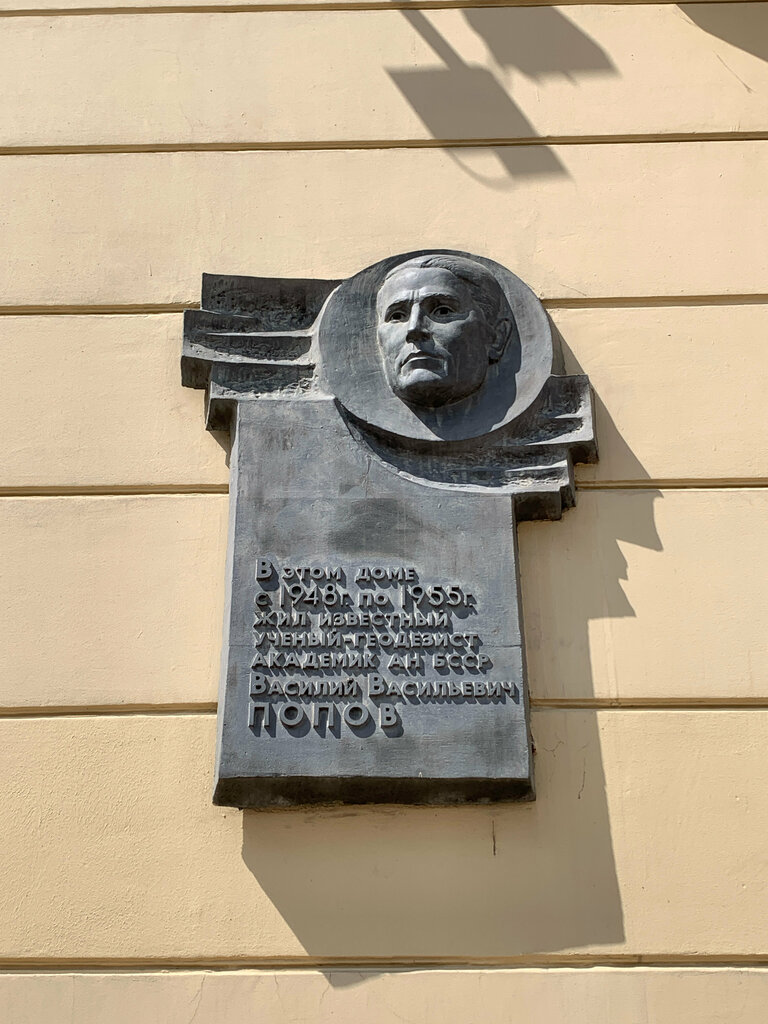 В этом доме
с 1948г. по 1955г.
жил известный
ученый-геодезист
академик АН БССР
Василий Васильевич
ПОПОВ